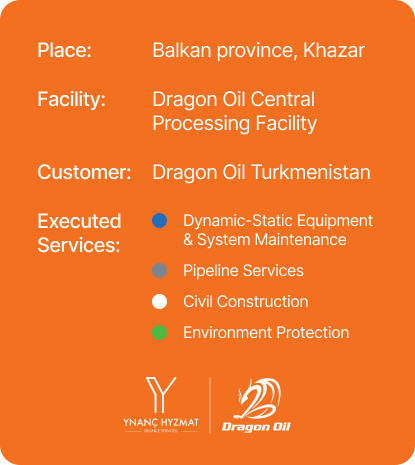 Place: Balkan province, Khazar
Facility: Dragon Oil Central
Processing Facility
Customer: Dragon Oil Turkmenistan
Executed
Services:
Dynamic-Static Equipment
& System Maintenance
Pipeline Services
Civil Construction
Environment Protection
YNANÇ HYZMAT
RELIABLE SERVICES
Dragon Oil